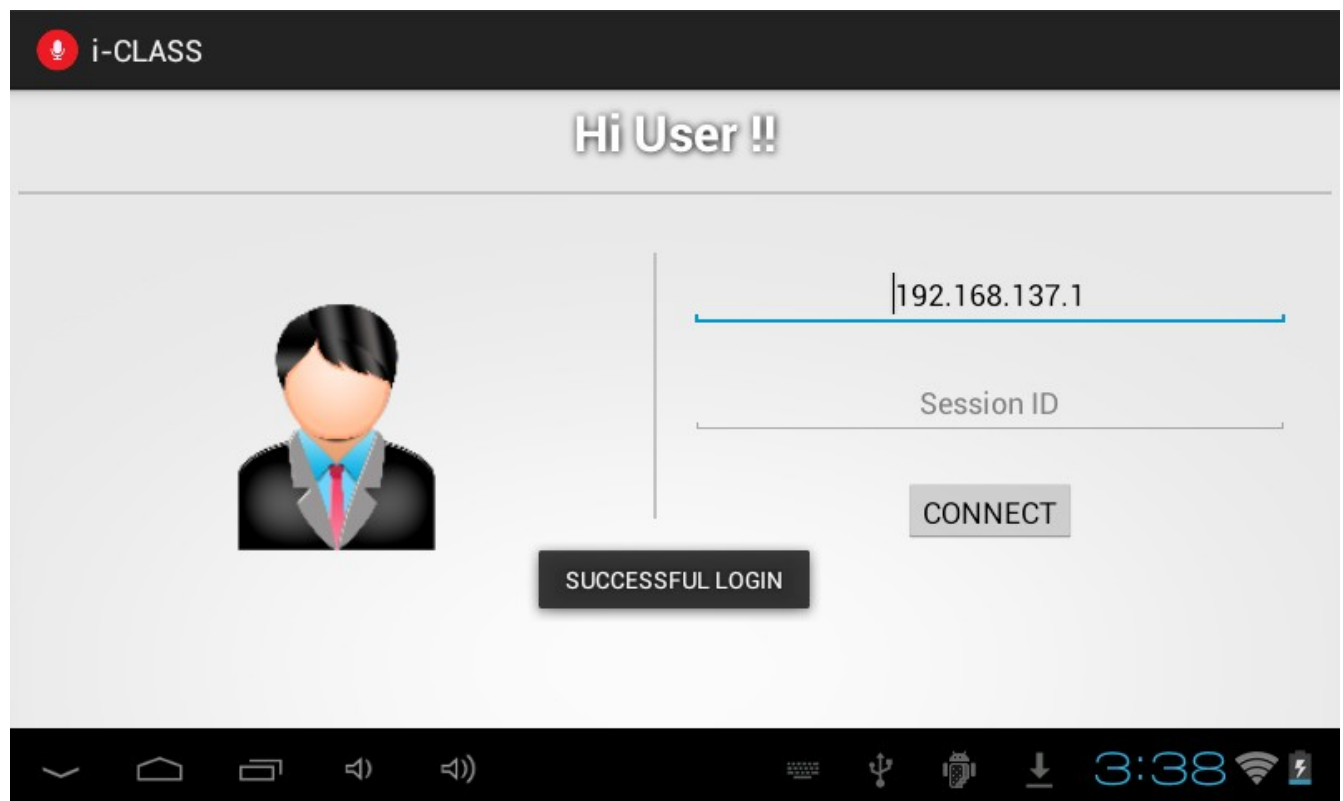 i-CLASS
Hi User !!
192.168.137.1
Session ID
CONNECT
SUCCESSFUL LOGIN
3:38